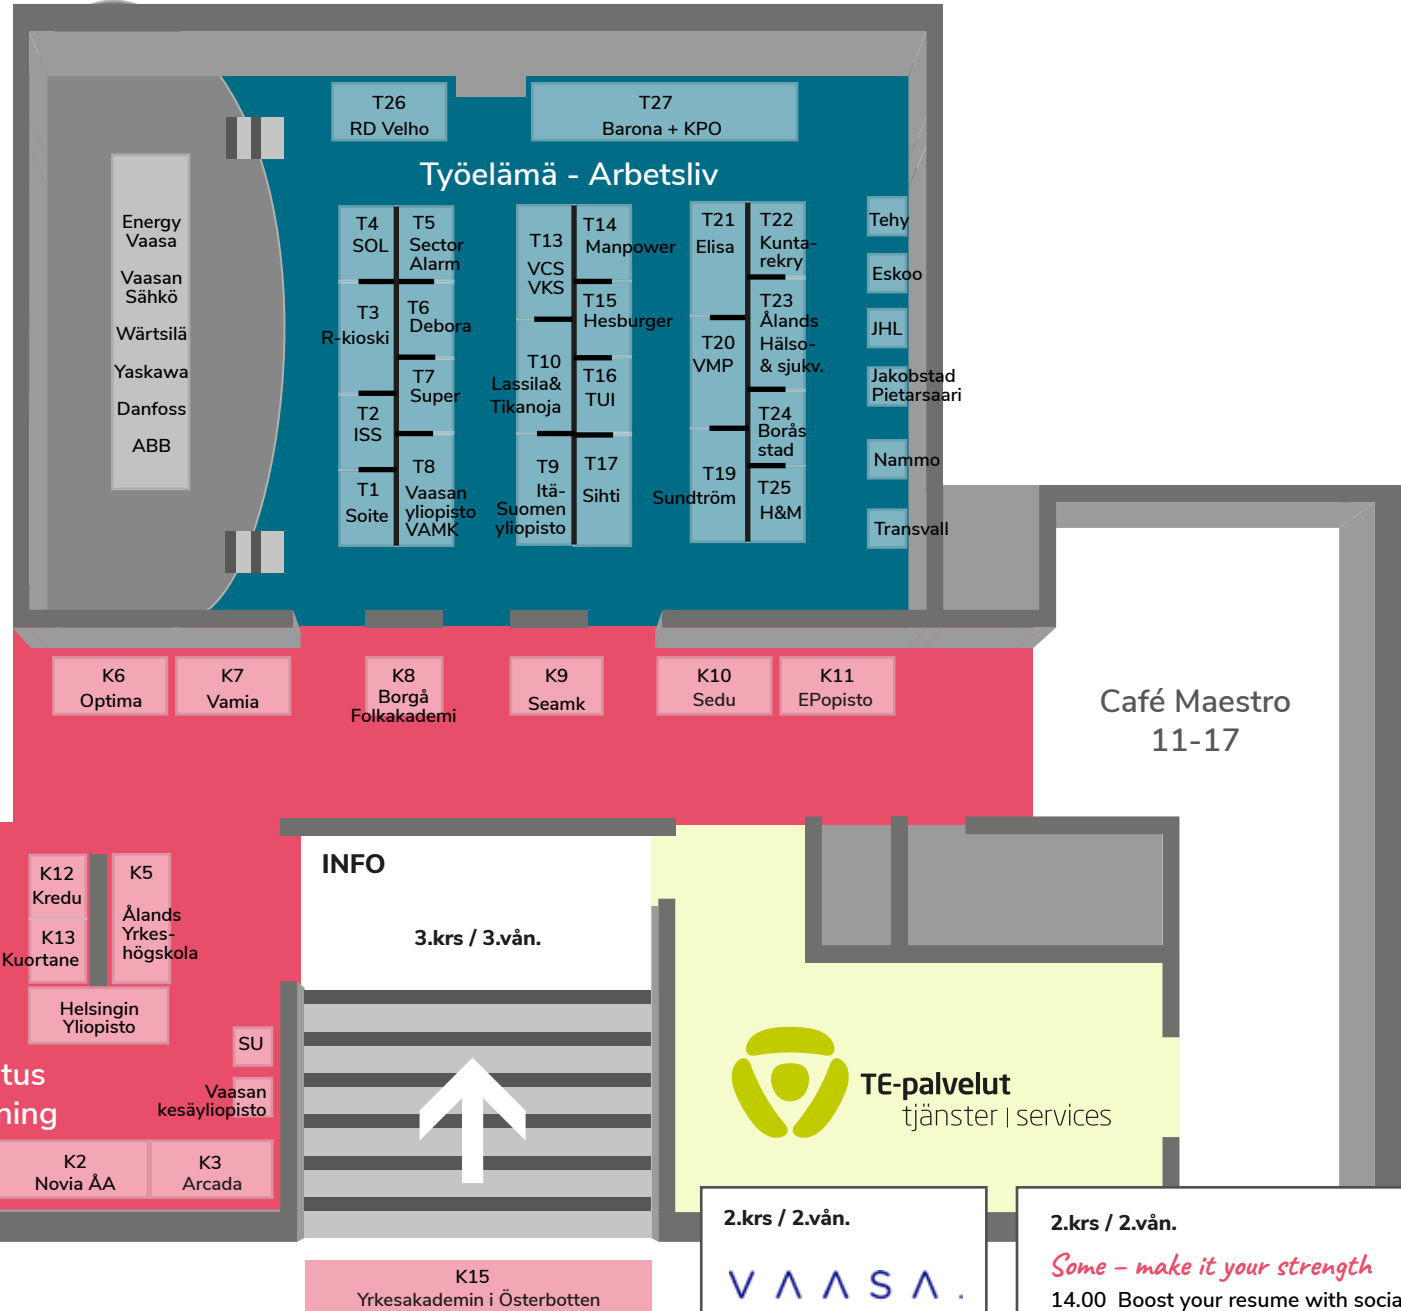 T26
RD Velho
T27
Barona + KPO
Työelämä - Arbetsliv
Energy
Vaasa
Vaasan
Sähkö
Wärtsilä
Yaskawa
Danfoss
ABB
T4
SOL
T5
Sector
Alarm
T3
R-kioski
T6
Debora
T7
Super
T2
ISS
T1
Soite
T8
Vaasan
yliopisto
VAMK
T13
VCS
VKS
T14
Manpower
T15
Hesburger
T10
Lassila&
Tikanoja
T16
TUI
T9
Itä-
Suomen
yliopisto
T17
Sihti
T21
Elisa
T22
Kunta-
rekry
T23
Ålands
Hälso-
& sjukv.
T20
VMP
T24
Borås
stad
T19
Sundtröm
T25
H&M
Tehy
Eskoo
JHL
Jakobstad
Pietarsaari
Nammo
Transvall
K6
Optima
K7
Vamia
K8
Borgå
Folkakademi
K9
Seamk
K10
Sedu
K11
EPopisto
Café Maestro
11-17
K12
Kredu
K13
Kuortane
K5
Ålands
Yrkes-
högskola
Helsingin
Yliopisto
SU
Vaasan
kesäyliopisto
tus
ning
K2
Novia ÅA
K3
Arcada
INFO
3.krs / 3.vån.
TE-palvelut
tjänster | services
K15
Yrkesakademin i Österbotten
2.krs / 2.vån.
VAASA.
2.krs / 2.vån.
Some – make it your strength
14.00 Boost your resume with socia